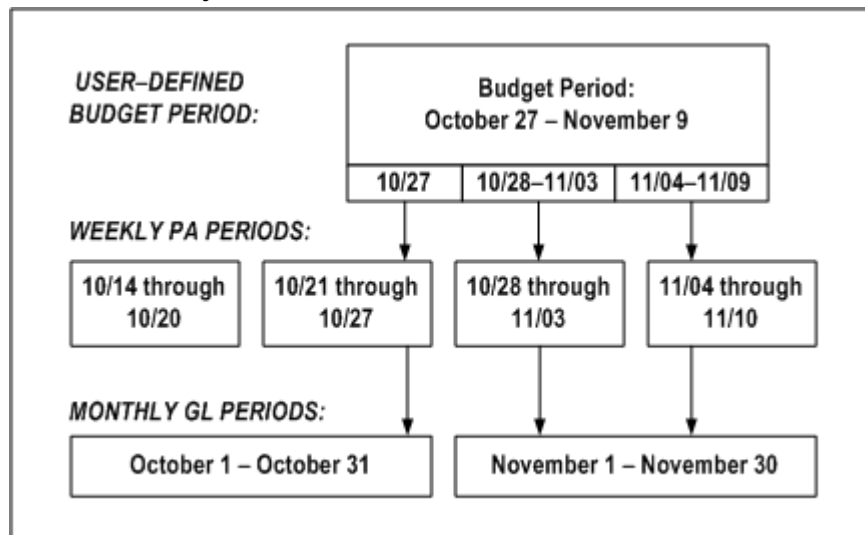 USER–DEFINED
BUDGET PERIOD:
Budget Period:
October 27 – November 9
10/27
10/28–11/03
11/04–11/09
WEEKLY PA PERIODS:
10/14 through
10/20
10/21 through
10/27
10/28 through
11/03
11/04 through
11/10
MONTHLY GL PERIODS:
October 1 – October 31
November 1 – November 30